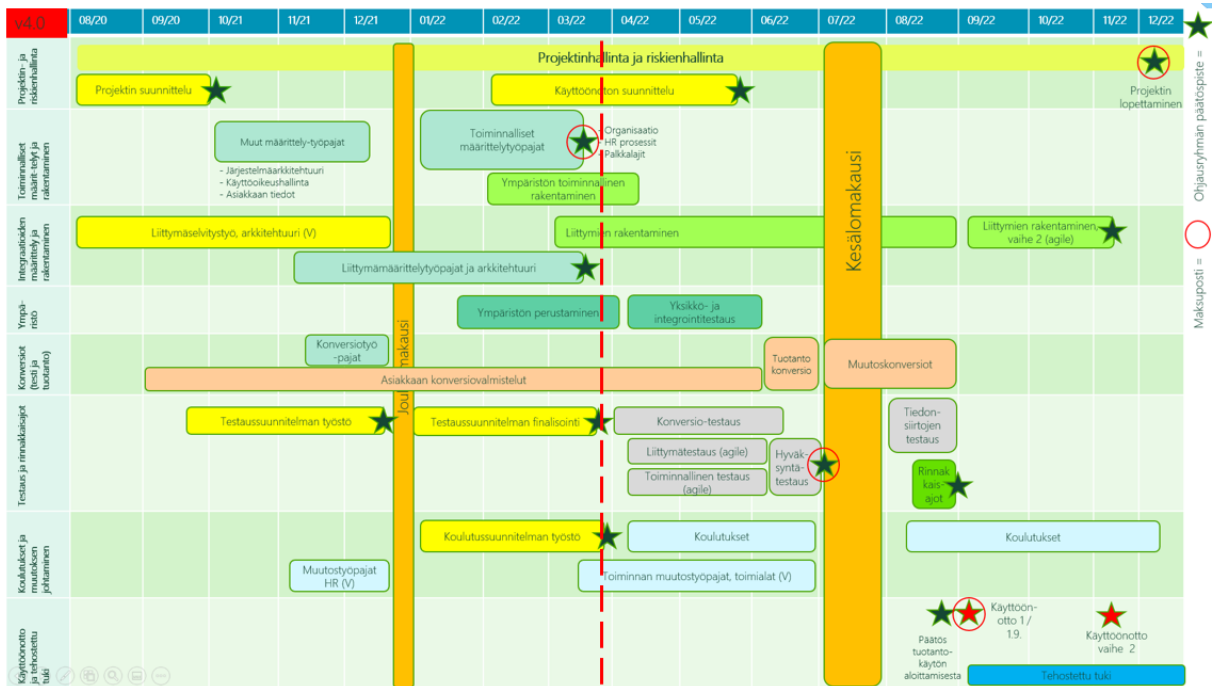 v4.0
08/20
09/20
10/21
11/21
12/21
01/22
02/22
03/22
04/22
05/22
06/22
07/22
08/22
09/22
10/22
11/22
12/22
Ohjausryhmän päätöspiste =
Maksuposti =
Projektin- ja
riskienhallinta
Projektinhallinta ja riskienhallinta
Projektin suunnittelu
Käyttöönoton suunnittelu
Projektin
lopettaminen
Toiminnalliset
määrit-telyt ja
rakentaminen
Muut määrittely-työpajat
- Järjestelmäarkkitehtuuri
- Käyttöoikeushallinta
- Asiakkaan tiedot
Toiminnalliset
määrittelytyöpajat
- Organisaatio
- HR prosessit
- Palkkalajit
Ympäristön toiminnallinen
rakentaminen
Integraatioiden
määrittely ja
rakentaminen
Liittymäselvitystyö, arkkitehtuuri (V)
Liittymien rakentaminen
Liittymien rakentaminen,
vaihe 2 (agile)
Liittymämäärittelytyöpajat ja arkkitehtuuri
Joulu makausi
Kesälomakausi
Ympä-
ristö
Ympäristön perustaminen
Yksikkö- ja
integrointitestaus
Konversiot
(testi ja
tuotanto)
Konversiotyö
-pajat
Asiakkaan konversiovalmistelut
Tuotanto
konversio
Muutoskonversiot
Testaus ja rinnakkaisajot
Testaussuunnitelman työstö
Testaussuunnitelman finalisointi
Konversio-testaus
Liittymätestaus (agile)
Toiminnallinen testaus
(agile)
Hyväk-
syntä-
testaus
Tiedon-
siirtojen
testaus
Rinnak
kais-
ajot
Koulutukset ja
muutoksen
johtaminen
Koulutussuunnitelman työstö
Koulutukset
Koulutukset
Muutostyöpajat
HR (V)
Toiminnan muutostyöpajat, toimialat (V)
Käyttöönotto
ja tehostettu
tuki
Päätös
tuotanto-
käytön
aloittamisesta
Käyttöön-
otto 1 /
1.9.
Käyttöönotto
vaihe 2
Tehostettu tuki